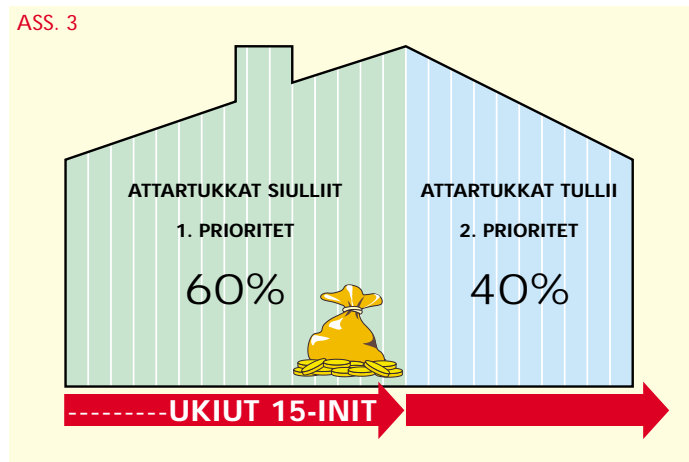 ASS. 3
ATTARTUKKAT SIULLIIT
1. PRIORITET
60%
ATTARTUKKAT TULLII
2. PRIORITET
40%
---------UKIUT 15-INIT